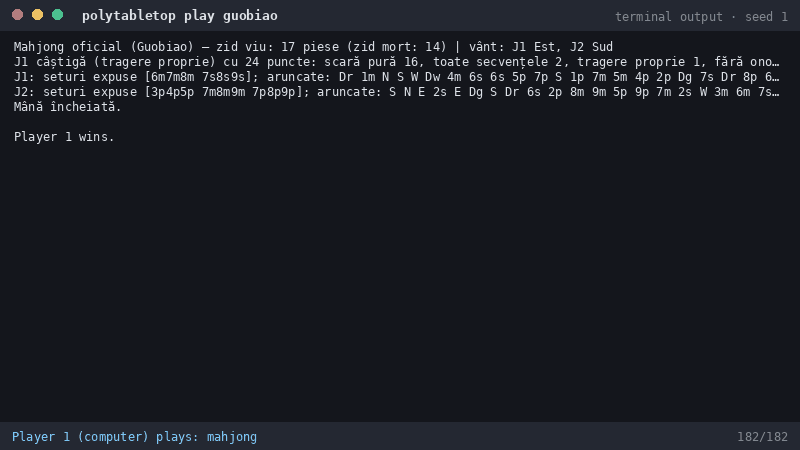 polytabletop play guobiao
terminal output · seed 1
Mahjong oficial (Guobiao) — zid viu: 17 piese (zid mort: 14) | vânt: J1 Est, J2 Sud
J1 câștigă (tragere proprie) cu 24 puncte: scară pură 16, toate secvențele 2, tragere proprie 1, fără ono…
J1: seturi expuse [6m7m8m 7s8s9s]; aruncate: Dr 1m N S W Dw 4m 6s 6s 5p 7p S 1p 7m 5m 4p 2p Dg 7s Dr 8p 6…
J2: seturi expuse [3p4p5p 7m8m9m 7p8p9p]; aruncate: S N E 2s E Dg S Dr 6s 2p 8m 9m 5p 9p 7m 2s W 3m 6m 7s…
Mână încheiată.
Player 1 wins.
Player 1 (computer) plays: mahjong
182/182